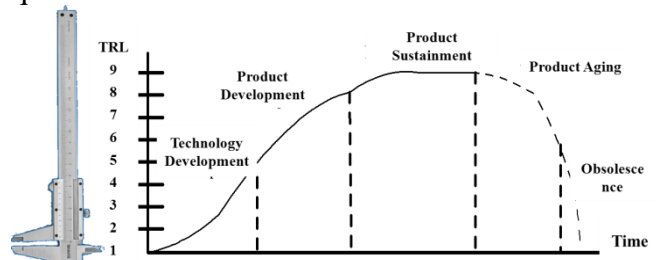 TRL
Product
Sustainment
Product Aging
Product
Development
Technology
Development
Obsolesce
nce
Time
9
8
7
6
5
4
3
2
1